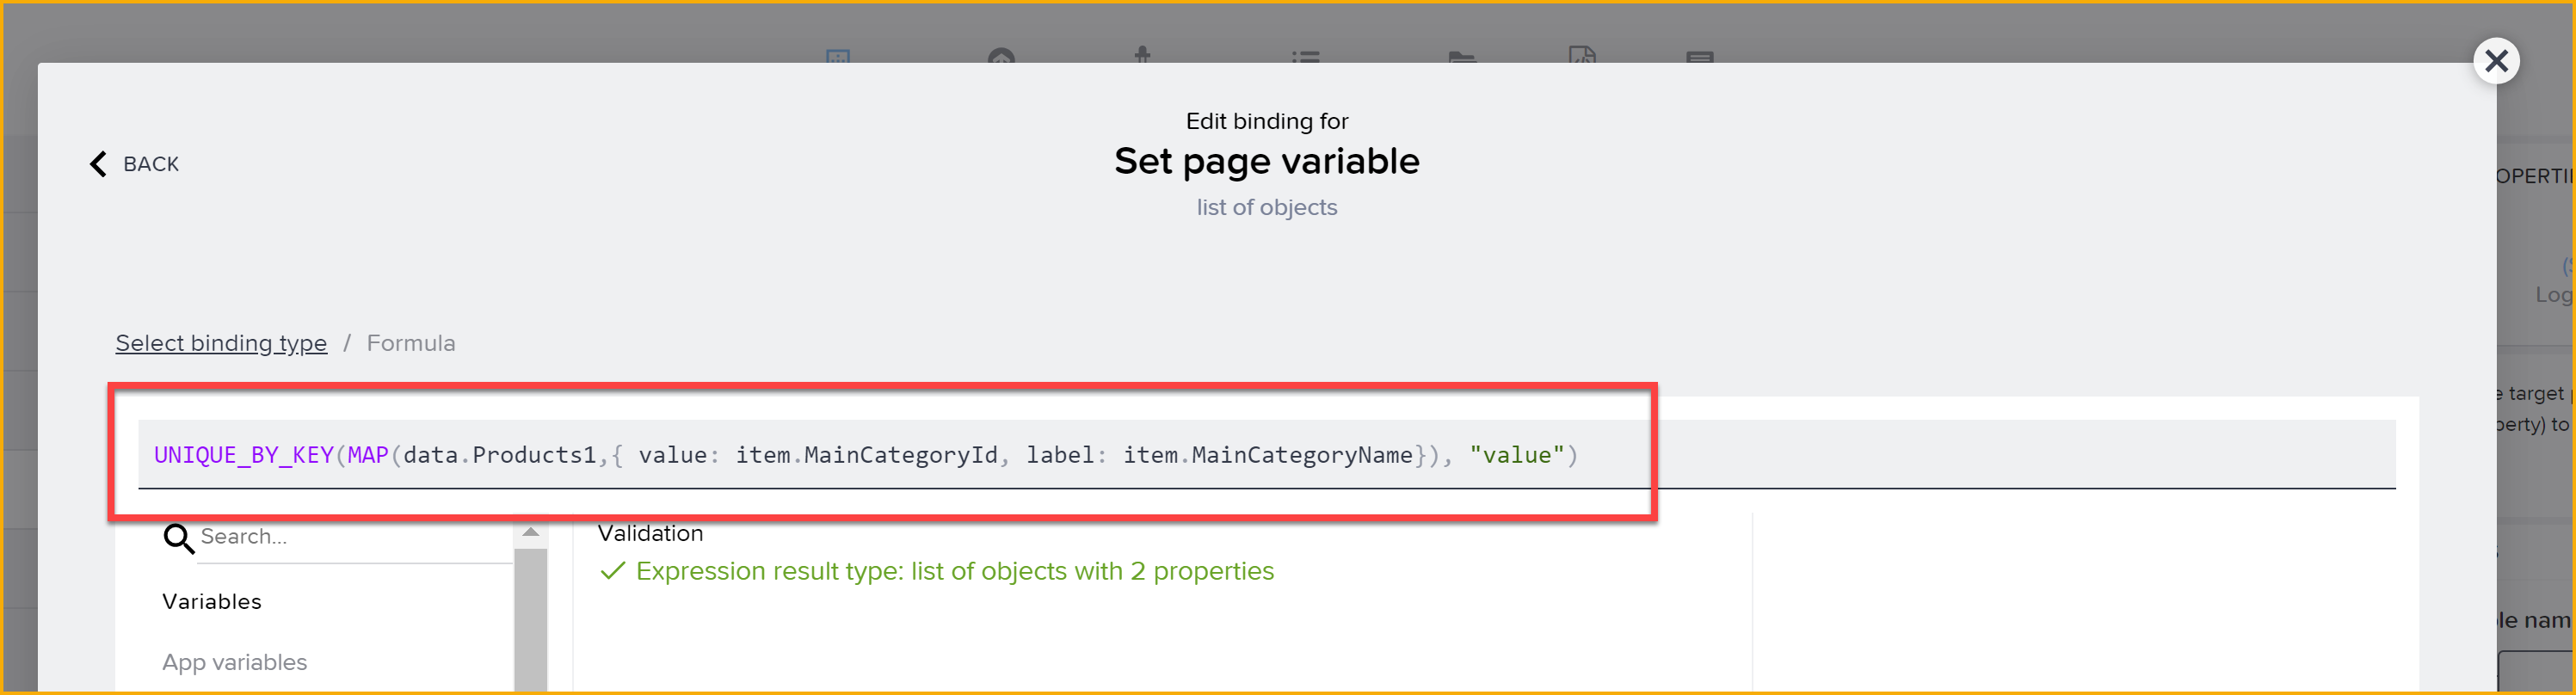 Edit binding for
BACK
Set page variable
list of objects
Select binding type / Formula
UNIQUE_BY_KEY(MAP(data.Products1,{ value: item.MainCategoryId, label: item.MainCategoryName}), "value")
Search...
Validation
Expression result type: list of objects with 2 properties
Variables
App variables
OPERTI
Log
target
perty) to
le nam